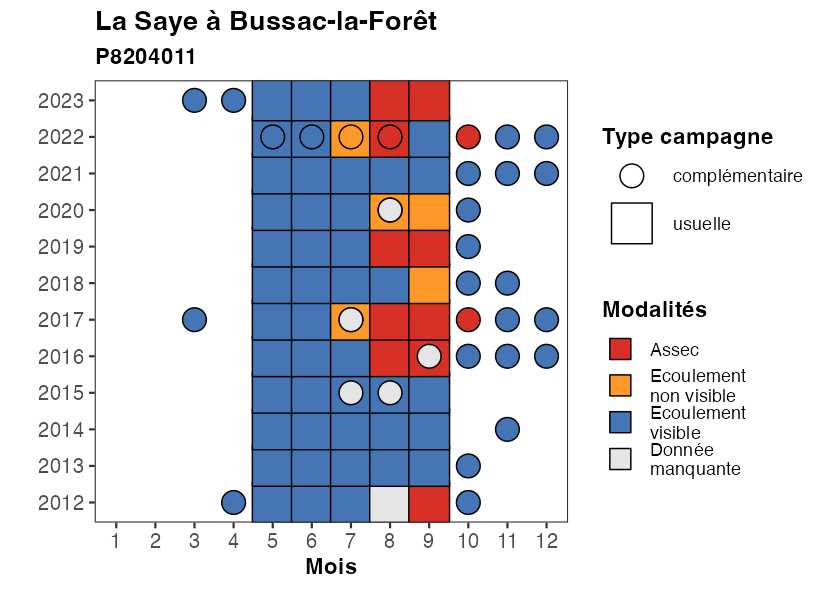 La Saye à Bussac-la-Forêt
P8204011
2023
2022
2021
2020
2019
2018
2017
2016
2015
2014
2013
2012
1 2 3 4 5 6 7 8 9 10 11 12
Mois
Type campagne
complémentaire
usuelle
Modalités
Assec
Ecoulement
non visible
Ecoulement
visible
Donnée
manquante